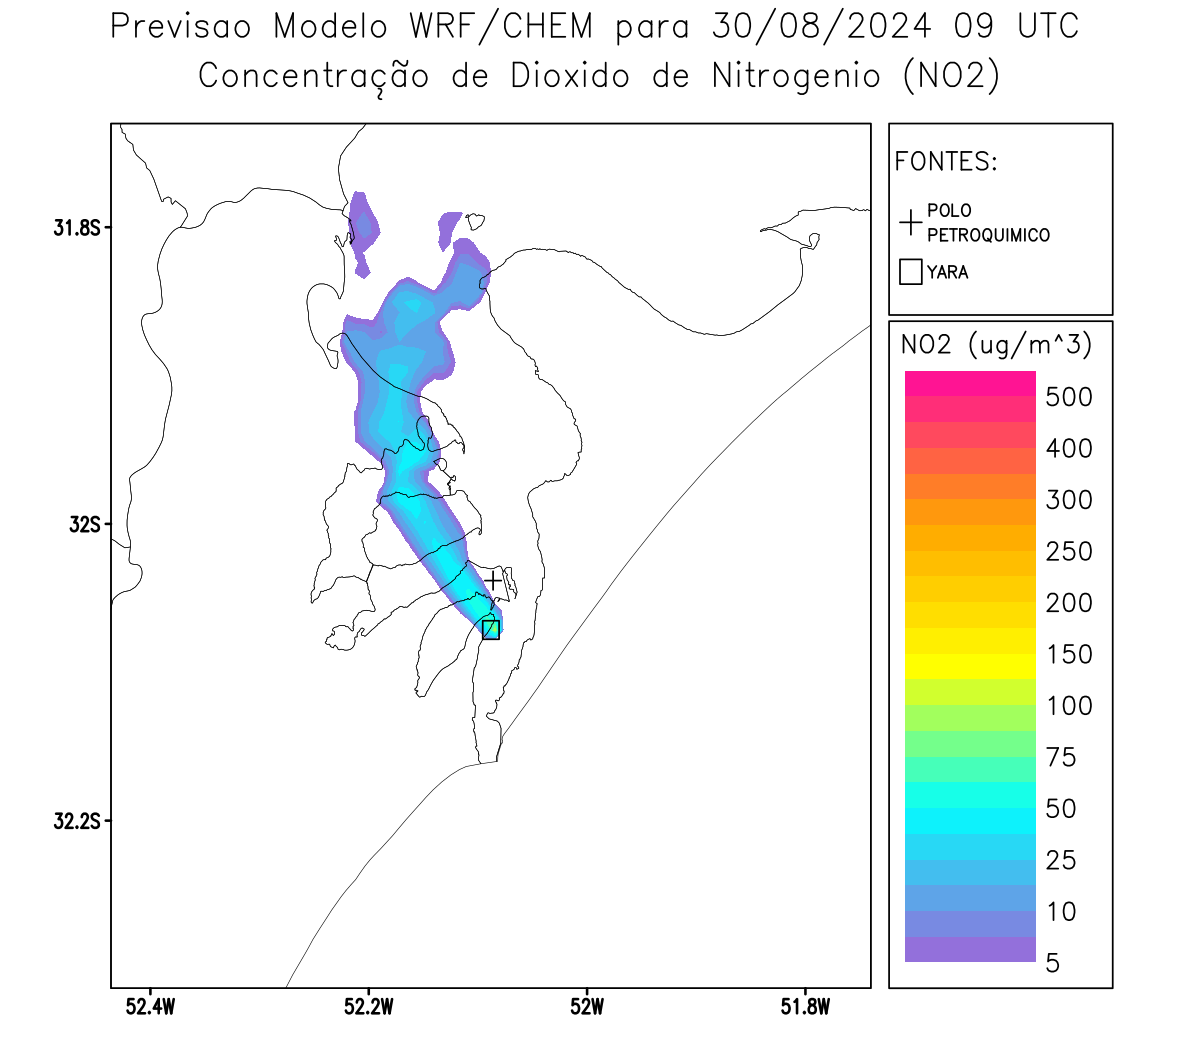 Previsao Modelo WRF/CHEM para 30/08/2024 09 UTC
Concentração de Dioxido de Nitrogenio (NO2)
FONTES:
POLO
PETROQUIMICO
YARA
NO2 (ug/m^3)
500
400
300
250
200
150
100
75
50
25
10
5
31.8S
32S
32.2S
52.4W
52.2W
52W
51.8W